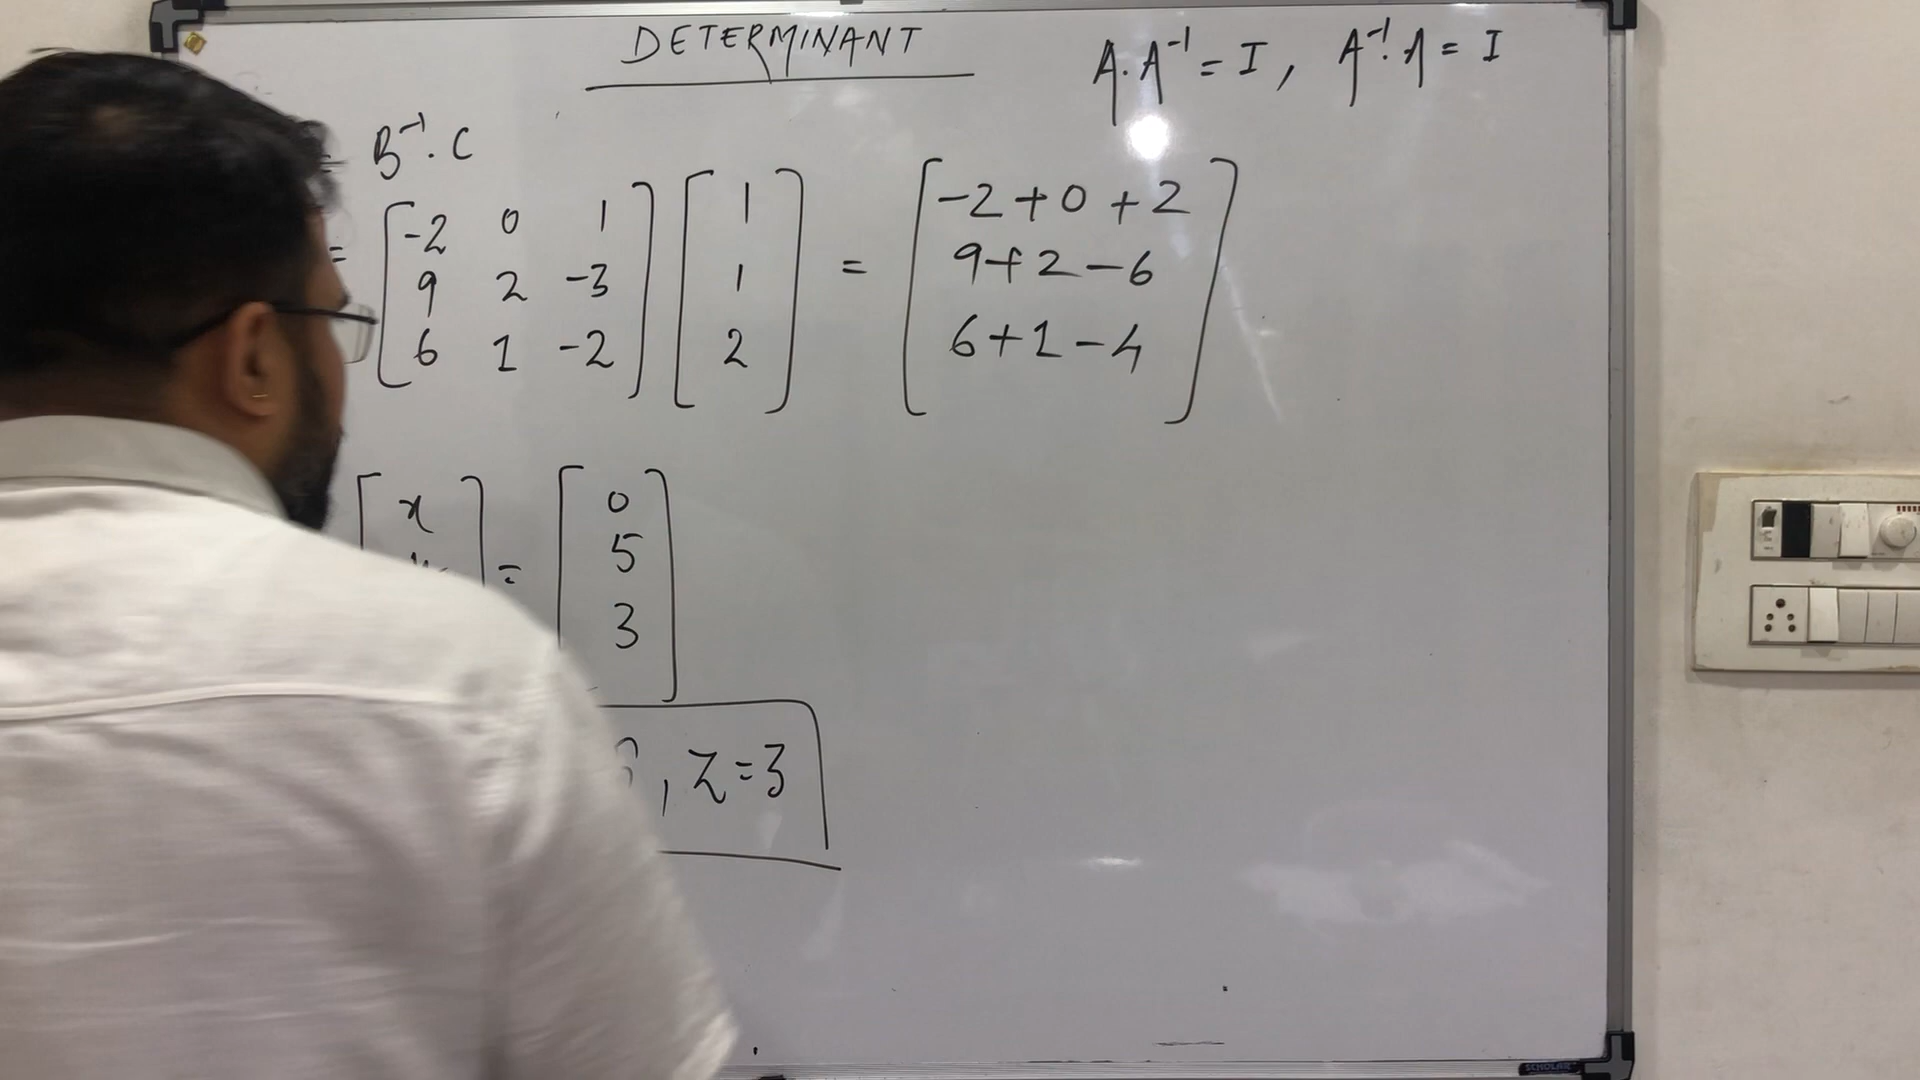 DETERMINANT
A.A⁻¹ = I, A⁻¹.A = I
= B⁻¹.C
= [-2 0 1] [1] = [-2+0+2]
[9 2 -3] [1] [9+2-6]
[6 1 -2] [2] [6+1-4]
[x] = [0]
[5]
[3]
, z=3
SCHOLAR